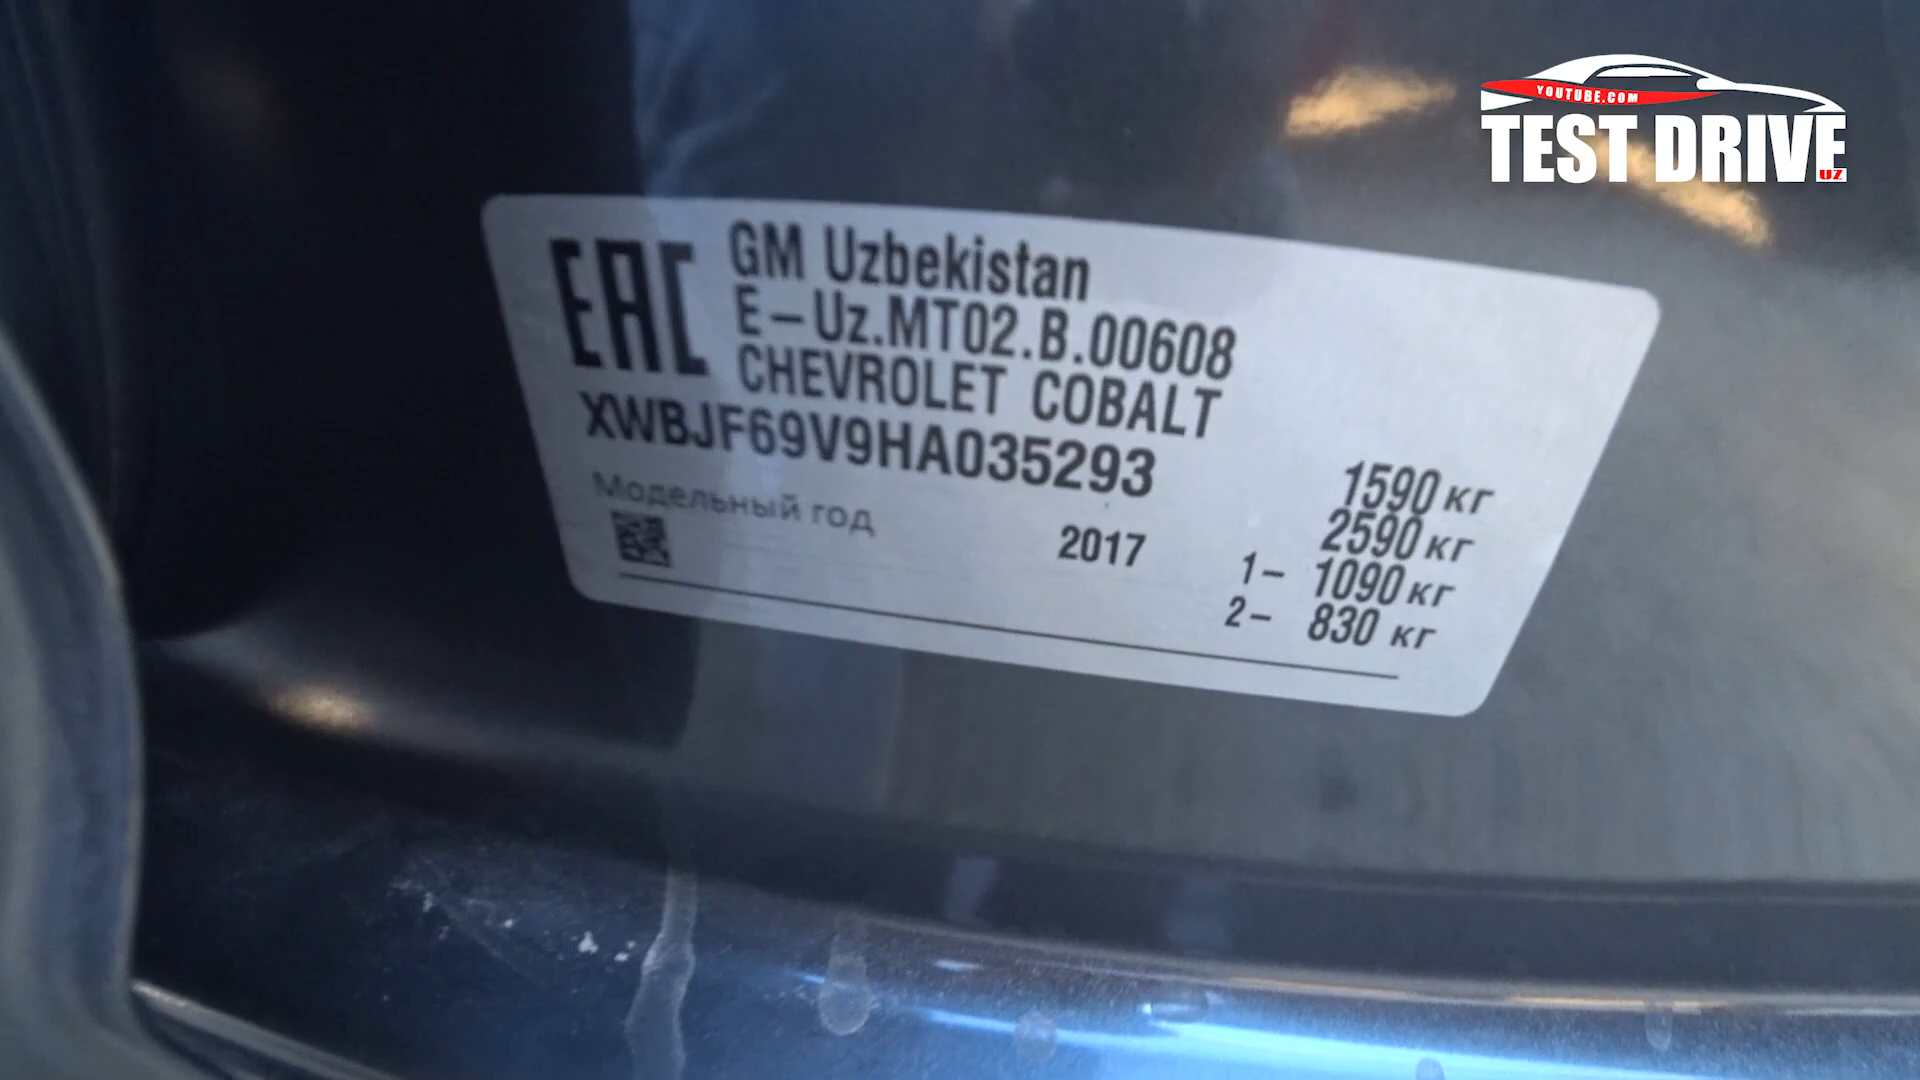 YOUTUBE.COM
TEST DRIVE
UZ
EAC
GM Uzbekistan
E-Uz.MT02.B.00608
CHEVROLET COBALT
XWBJF69V9HA035293
Модельный год
2017
1590 кг
2590 кг
1- 1090 кг
2- 830 кг